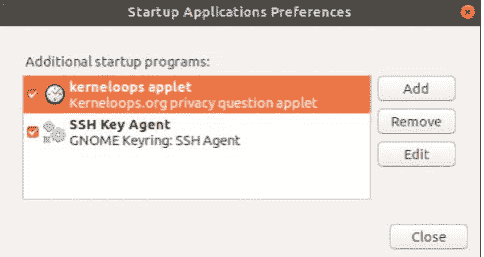 Startup Applications Preferences
Additional startup programs:
kerneloops applet
Kerneloops.org privacy question applet
SSH Key Agent
GNOME Keyring: SSH Agent
Add
Remove
Edit
Close